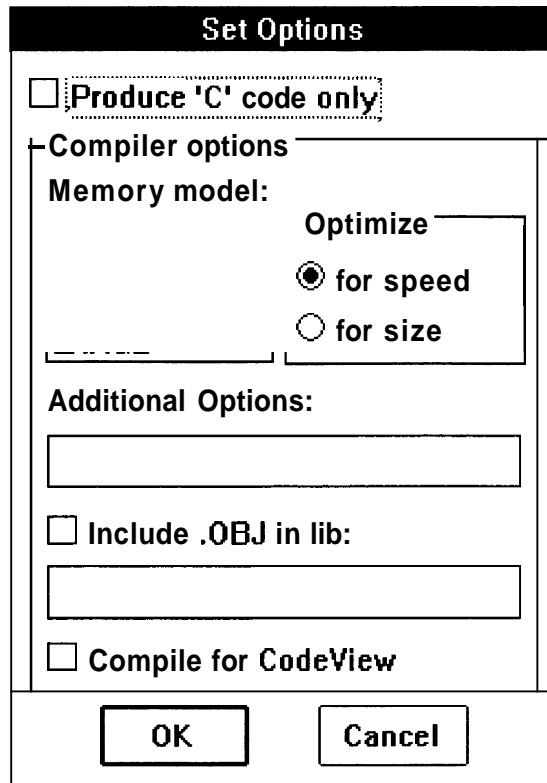 Set Options
Produce 'C' code only
Compiler options
Memory model:
Optimize
for speed
for size
Additional Options:
Include .OBJ in lib:
Compile for CodeView
OK
Cancel